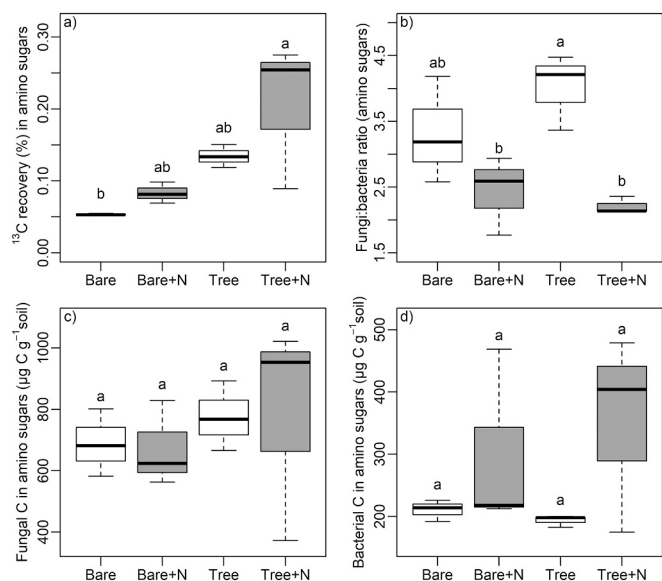 a)
¹³C recovery (%) in amino sugars
0.30
0.20
0.10
0.00
b
ab
ab
a
Bare
Bare+N
Tree
Tree+N
b)
Fungi:bacteria ratio (amino sugars)
4.5
3.5
2.5
1.5
ab
b
a
b
Bare
Bare+N
Tree
Tree+N
c)
Fungal C in amino sugars (µg C g⁻¹soil)
1000
800
600
400
a
a
a
a
Bare
Bare+N
Tree
Tree+N
d)
Bacterial C in amino sugars (µg C g⁻¹soil)
500
400
300
200
a
a
a
a
Bare
Bare+N
Tree
Tree+N